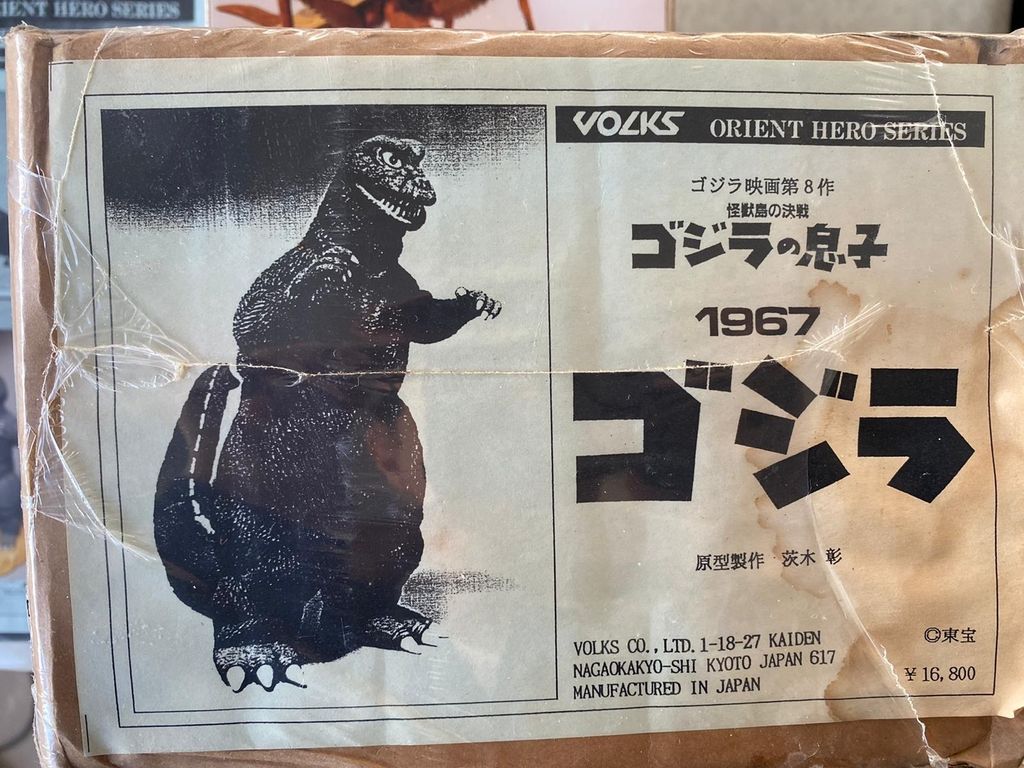 IENT HERO SERIES
VOLKS ORIENT HERO SERIES
ゴジラ映画第8作
怪獣島の決戦
ゴジラの息子
1967
ゴジラ
原型製作 茨木 彰
VOLKS CO., LTD. 1-18-27 KAIDEN
NAGAOKAKYO-SHI KYOTO JAPAN 617
MANUFACTURED IN JAPAN
©東宝
¥16,800